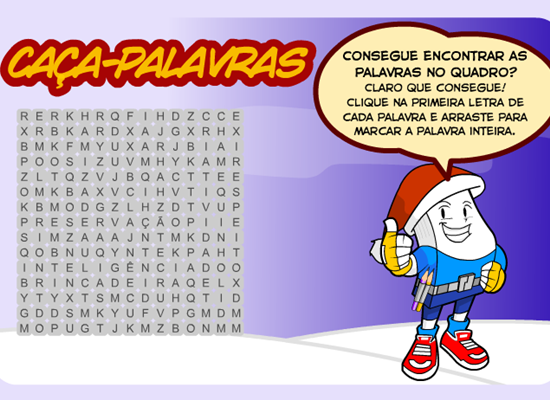 CAÇA-PALAVRAS
CONSEGUE ENCONTRAR AS
PALAVRAS NO QUADRO?
CLARO QUE CONSEGUE!
CLIQUE NA PRIMEIRA LETRA DE
CADA PALAVRA E ARRASTE PARA
MARCAR A PALAVRA INTEIRA.
R E R K H R Q F I H D Z C C E
X R B K A R D X A J G X R H X
B M K F M Y U X A R J B I A I
P O O S T Z U V M H Y K A M R
Z L T Q Z V J B Q A C T T E E
O M K B A X V C I H V T I Q S
K B M O D G Z L H Z D T V U P
P R E S E R V A Ç Ã O P I I E
S I M Z A A A J N T M K D N I
Q O B N U Q Y N T E K P A H T
I N T E L I G Ê N C I A D O O
B R I N C A D E I R A Q E L X
Y T Y X T S M C D U H Q T I D
G D D S M K Y U F V P G M D M
M O P U G T J K M Z B O N M M